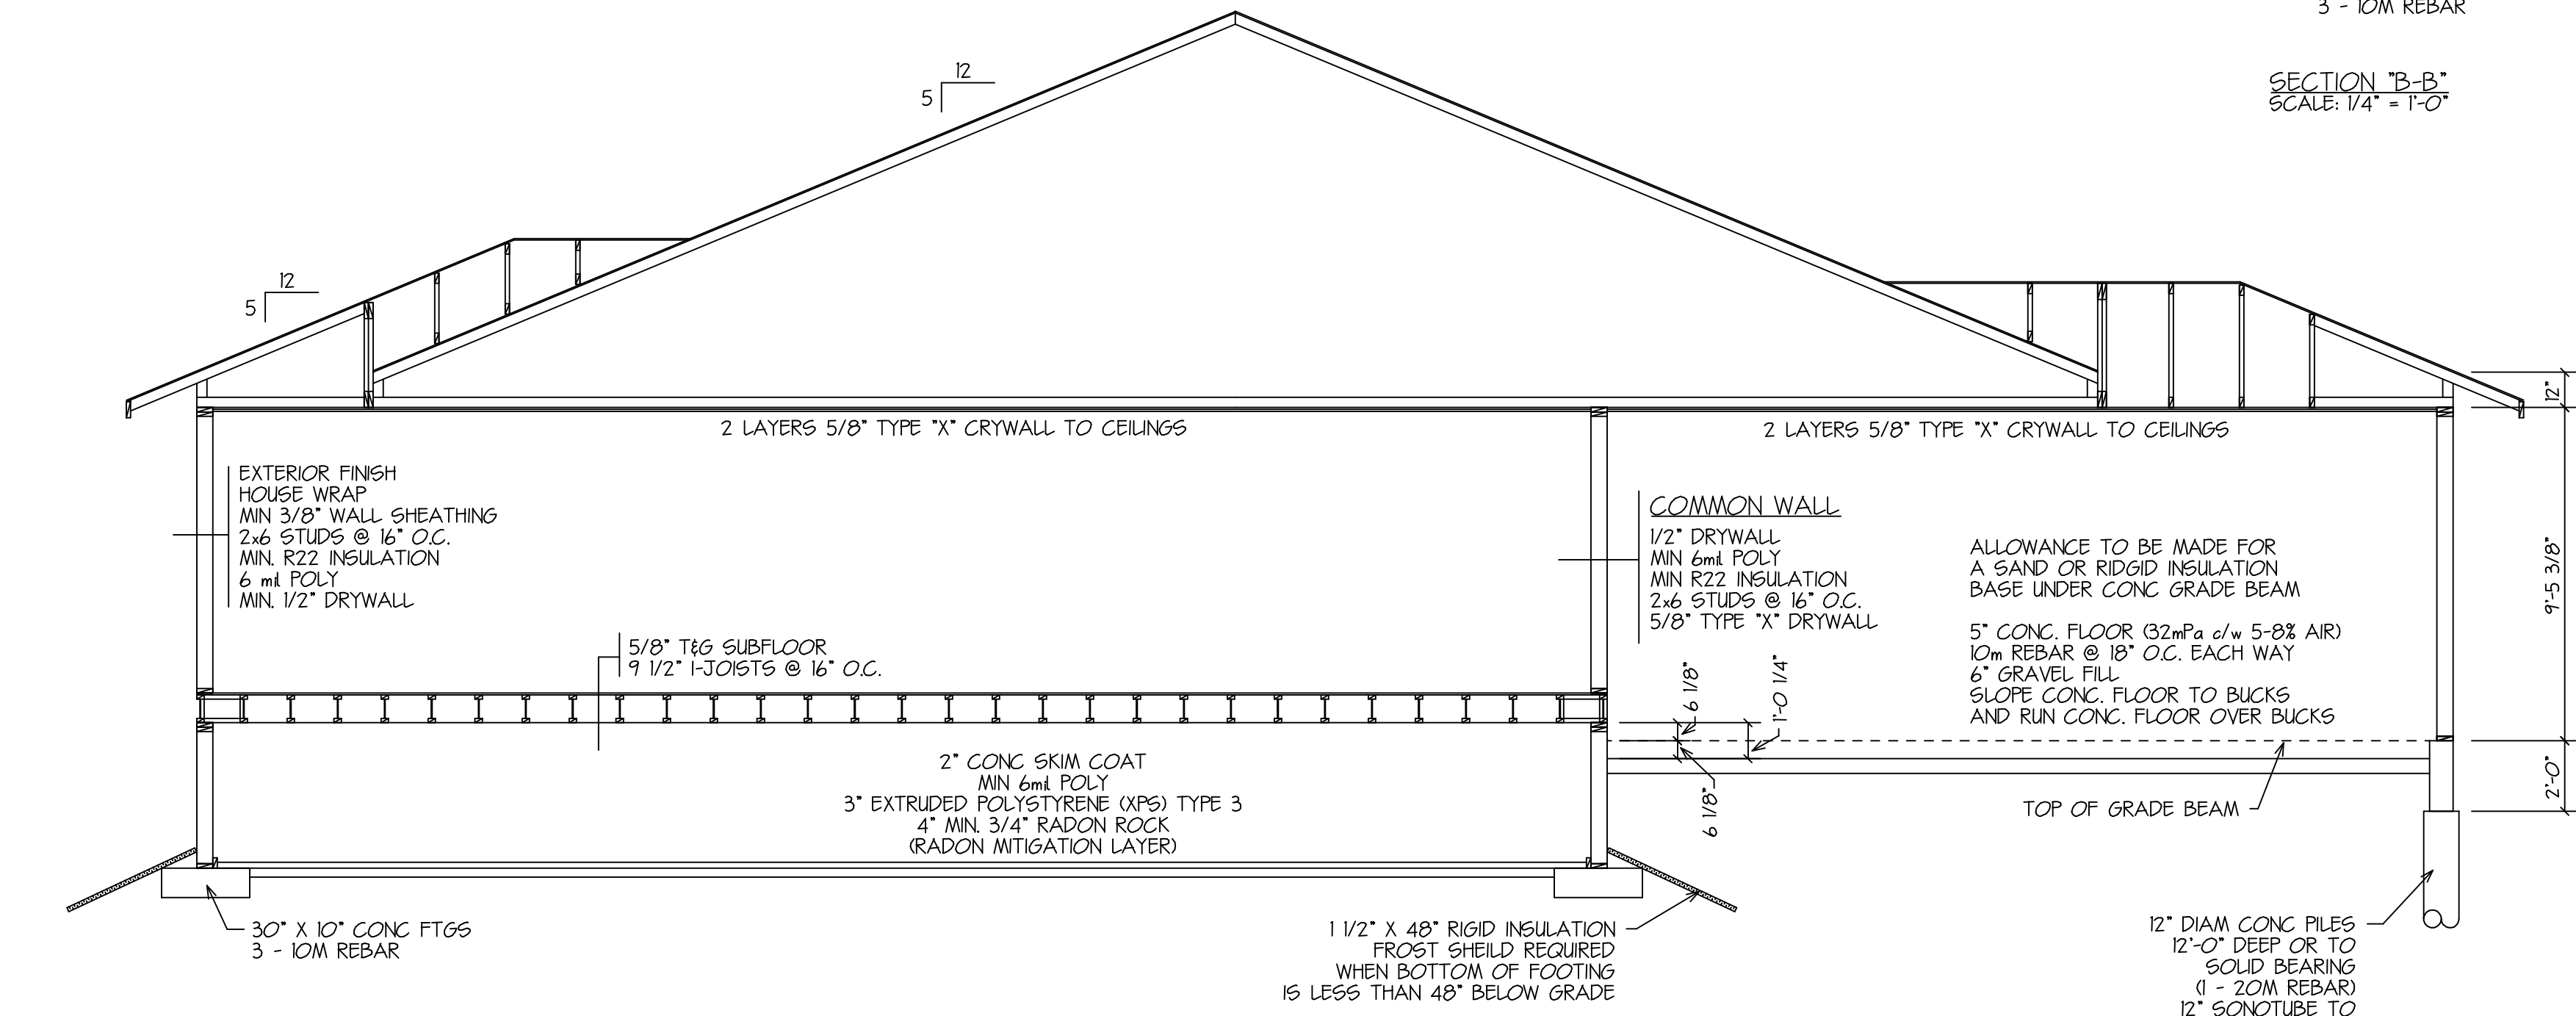 3 - 10M REBAR
SECTION "B-B"
SCALE: 1/4" = 1'-0"
12
5
12
5
12"
2 LAYERS 5/8" TYPE "X" CRYWALL TO CEILINGS
2 LAYERS 5/8" TYPE "X" CRYWALL TO CEILINGS
EXTERIOR FINISH
HOUSE WRAP
MIN 3/8" WALL SHEATHING
2x6 STUDS @ 16" O.C.
MIN. R22 INSULATION
6 mil POLY
MIN. 1/2" DRYWALL
COMMON WALL
1/2" DRYWALL
MIN 6mil POLY
MIN R22 INSULATION
2x6 STUDS @ 16" O.C.
5/8" TYPE "X" DRYWALL
ALLOWANCE TO BE MADE FOR
A SAND OR RIDGID INSULATION
BASE UNDER CONC GRADE BEAM
5" CONC. FLOOR (32mPa c/w 5-8% AIR)
10m REBAR @ 18" O.C. EACH WAY
6" GRAVEL FILL
SLOPE CONC. FLOOR TO BUCKS
AND RUN CONC. FLOOR OVER BUCKS
9'-5 3/8"
5/8" T&G SUBFLOOR
9 1/2" I-JOISTS @ 16" O.C.
6 1/8"
1'-0 1/4"
6 1/8"
2" CONC SKIM COAT
MIN 6mil POLY
3" EXTRUDED POLYSTYRENE (XPS) TYPE 3
4" MIN. 3/4" RADON ROCK
(RADON MITIGATION LAYER)
TOP OF GRADE BEAM
2'-0"
30" X 10" CONC FTGS
3 - 10M REBAR
1 1/2" X 48" RIGID INSULATION
FROST SHEILD REQUIRED
WHEN BOTTOM OF FOOTING
IS LESS THAN 48" BELOW GRADE
12" DIAM CONC PILES
12'-0" DEEP OR TO
SOLID BEARING
(1 - 20M REBAR)
12" SONOTUBE TO